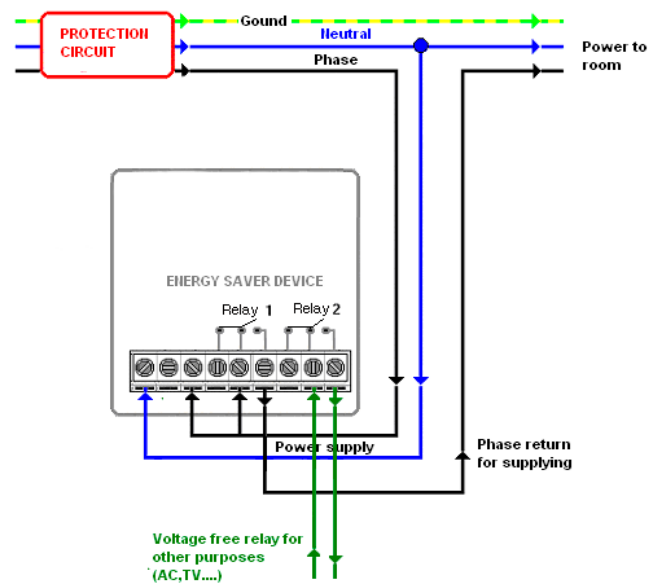 Gound
PROTECTION
CIRCUIT
Neutral
Phase
Power to
room
ENERGY SAVER DEVICE
Relay 1
Relay 2
Power supply
Phase return
for supplying
Voltage free relay for
other purposes
(AC,TV....)